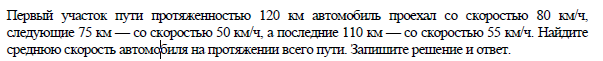 Первый участок пути протяженностью 120 км автомобиль проехал со скоростью 80 км/ч,
следующие 75 км — со скоростью 50 км/ч, а последние 110 км — со скоростью 55 км/ч. Найдите
среднюю скорость автомобиля на протяжении всего пути. Запишите решение и ответ.